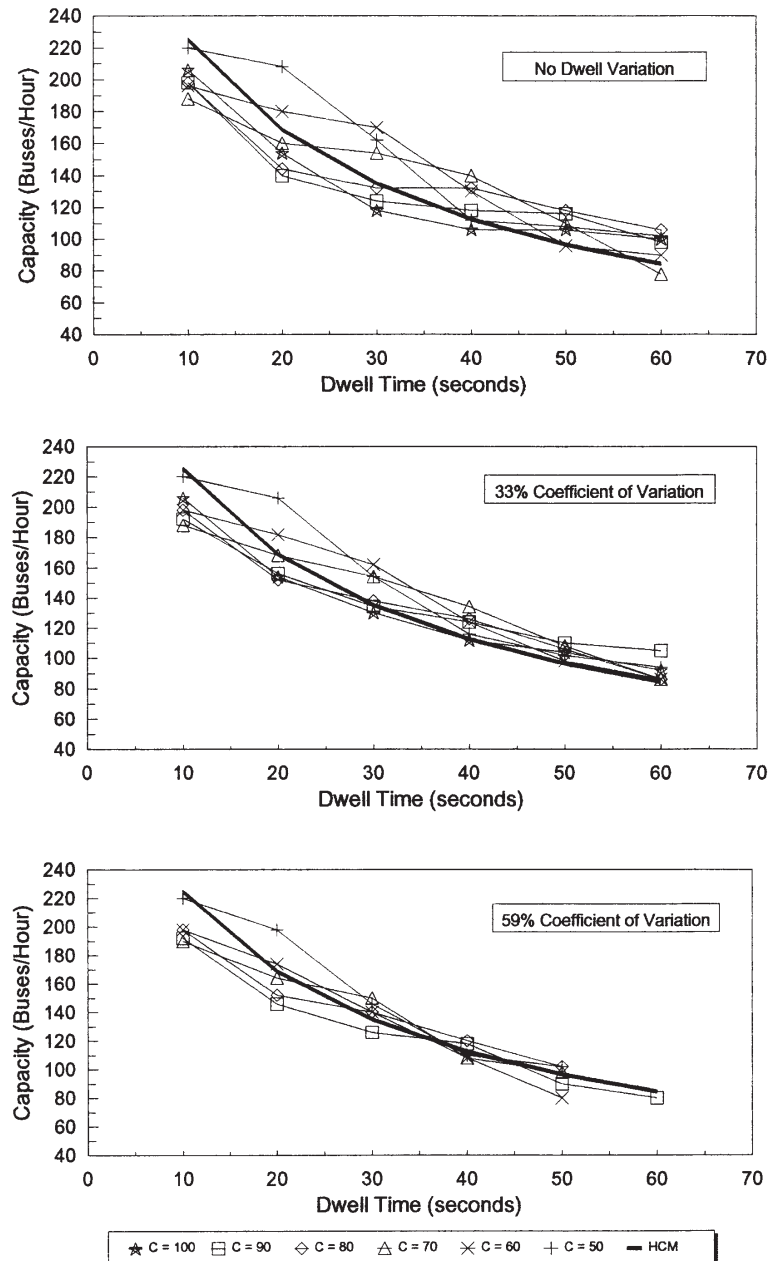 No Dwell Variation
Capacity (Buses/Hour)
240
220
200
180
160
140
120
100
80
60
40
0 10 20 30 40 50 60 70
Dwell Time (seconds)
33% Coefficient of Variation
Capacity (Buses/Hour)
240
220
200
180
160
140
120
100
80
60
40
0 10 20 30 40 50 60 70
Dwell Time (seconds)
59% Coefficient of Variation
Capacity (Buses/Hour)
240
220
200
180
160
140
120
100
80
60
40
0 10 20 30 40 50 60 70
Dwell Time (seconds)
C = 100 C = 90 C = 80 C = 70 C = 60 C = 50 HCM